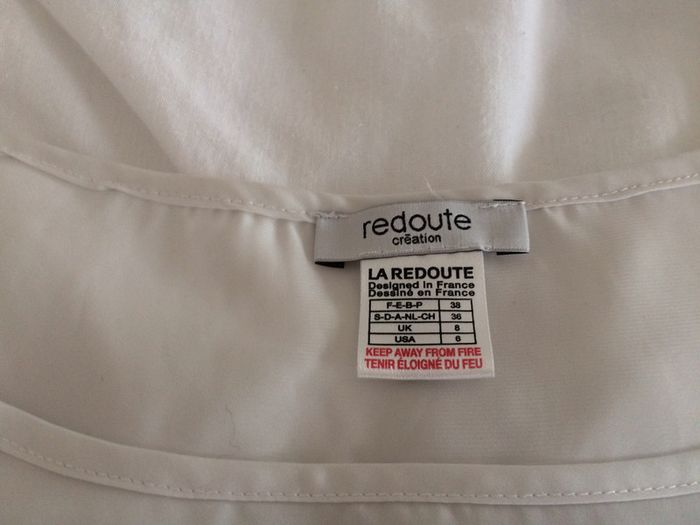 redoute
création
LA REDOUTE
Designed in France
Dessiné en France
F-E-B-P 38
S-D-A-NL-CH 36
UK 8
USA 6
KEEP AWAY FROM FIRE
TENIR ÉLOIGNÉ DU FEU